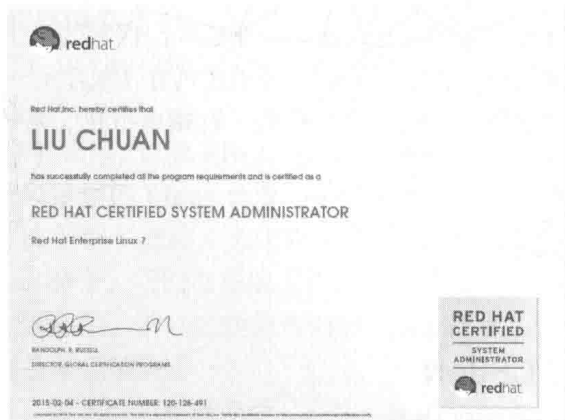 redhat
Red Hat, Inc. hereby certifies that
LIU CHUAN
has successfully completed all the program requirements and is certified as a
RED HAT CERTIFIED SYSTEM ADMINISTRATOR
Red Hat Enterprise Linux 7
RANDOLPH. R. RUSSELL
DIRECTOR, GLOBAL CERTIFICATION PROGRAMS
2015-02-04 - CERTIFICATE NUMBER: 120-126-491
RED HAT
CERTIFIED
SYSTEM
ADMINISTRATOR
redhat